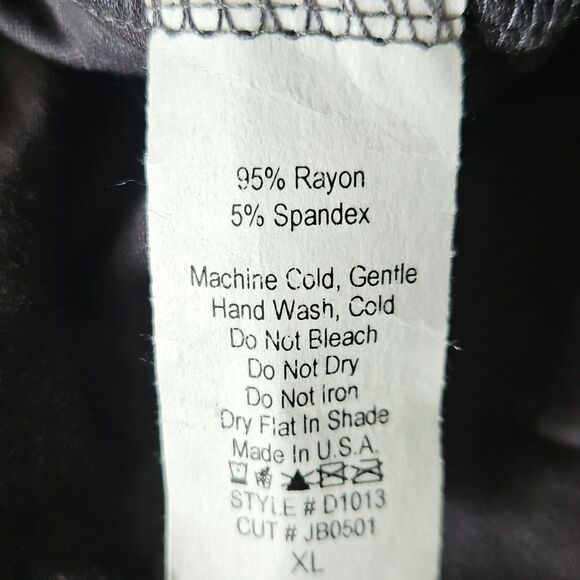 95% Rayon
5% Spandex
Machine Cold, Gentle
Hand Wash, Cold
Do Not Bleach
Do Not Dry
Do Not Iron
Dry Flat In Shade
Made In U.S.A.
STYLE # D1013
CUT # JB0501
XL